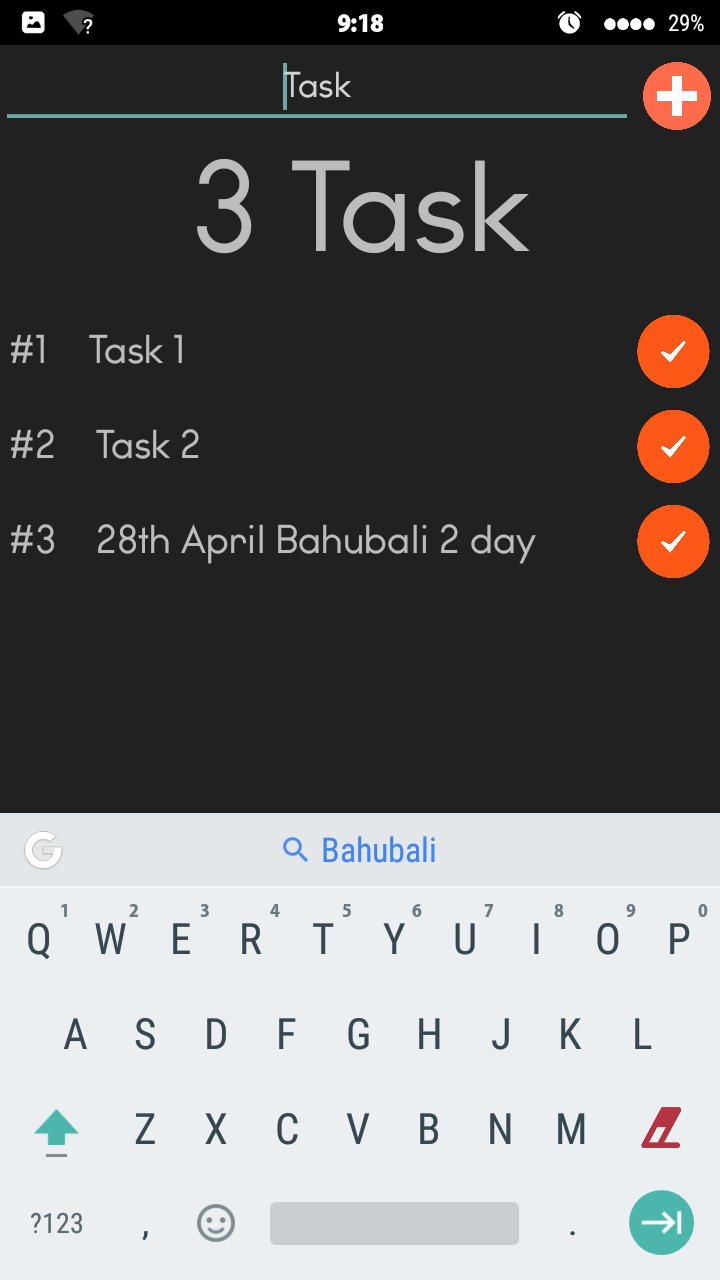 9:18 29%
Task
3 Task
#1 Task 1
#2 Task 2
#3 28th April Bahubali 2 day
G Bahubali
1 2 3 4 5 6 7 8 9 0
Q W E R T Y U I O P
A S D F G H J K L
Z X C V B N M
?123 , .